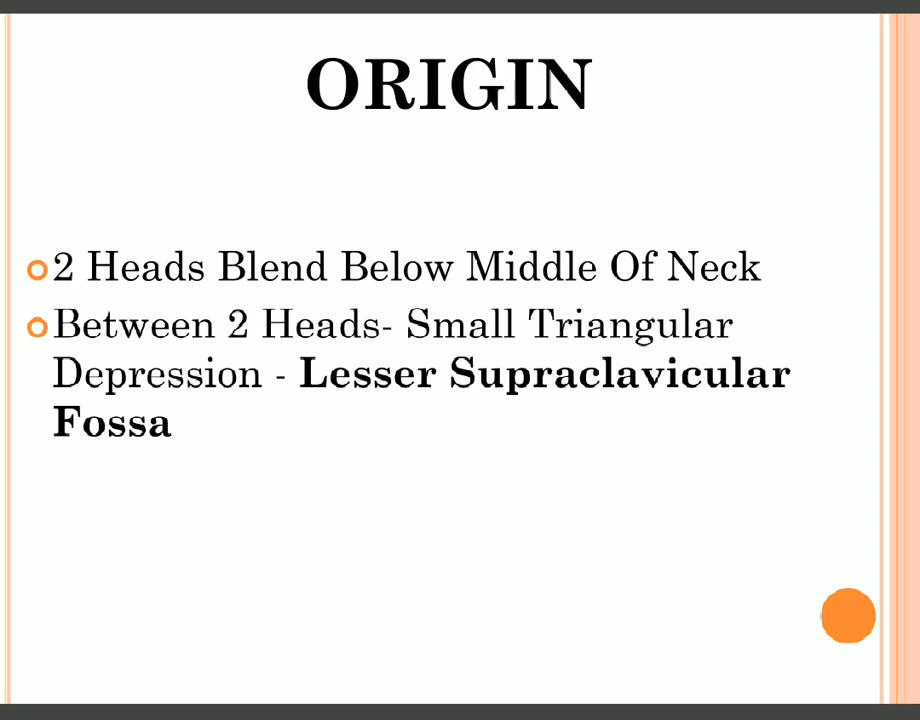 ORIGIN
2 Heads Blend Below Middle Of Neck
Between 2 Heads- Small Triangular
Depression - Lesser Supraclavicular
Fossa